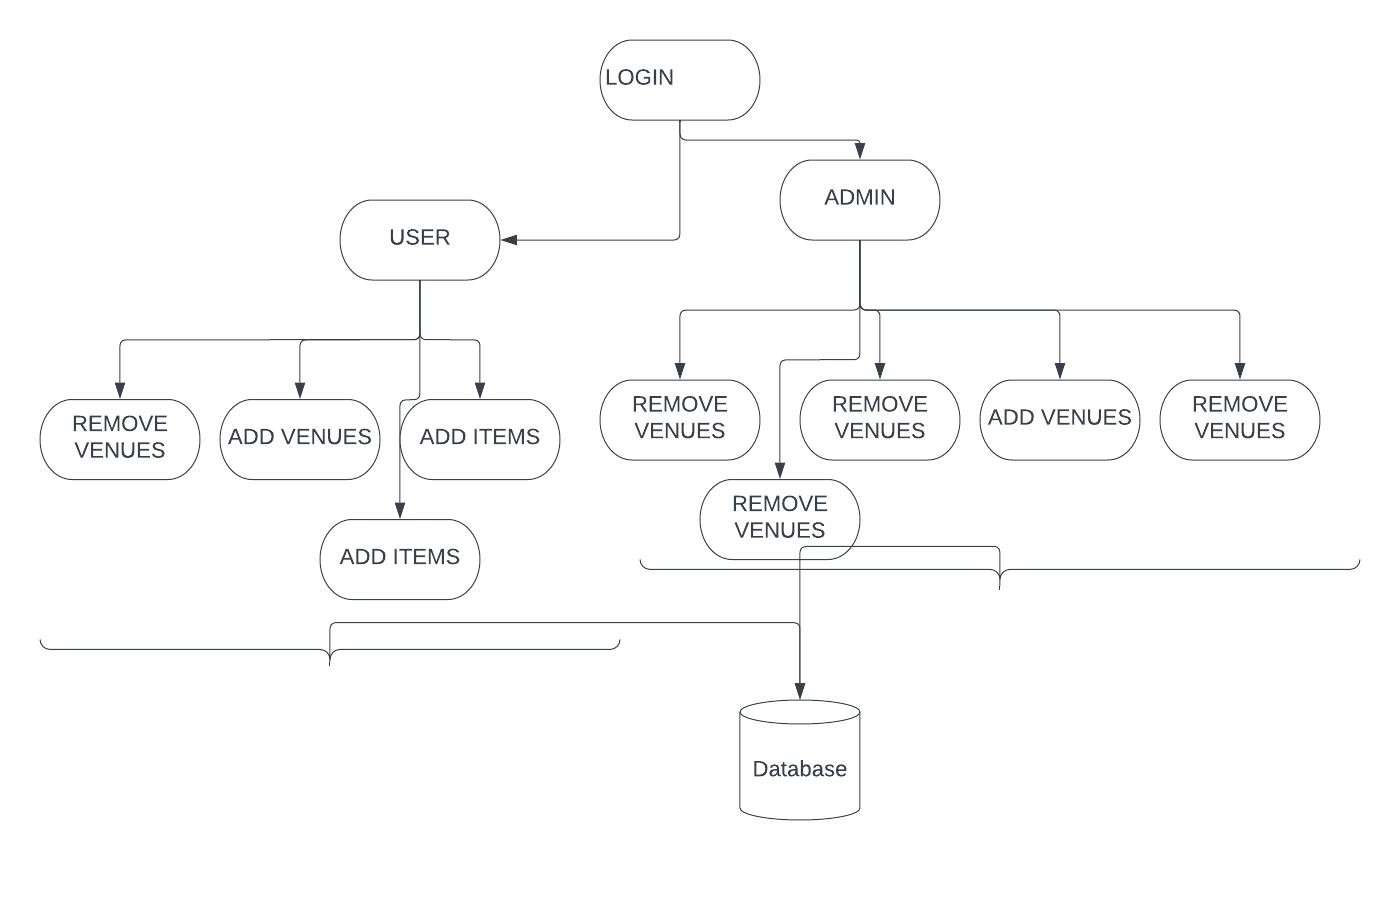 LOGIN
ADMIN
USER
REMOVE
VENUES
ADD VENUES
ADD ITEMS
REMOVE
VENUES
REMOVE
VENUES
ADD VENUES
REMOVE
VENUES
REMOVE
VENUES
ADD ITEMS
Database